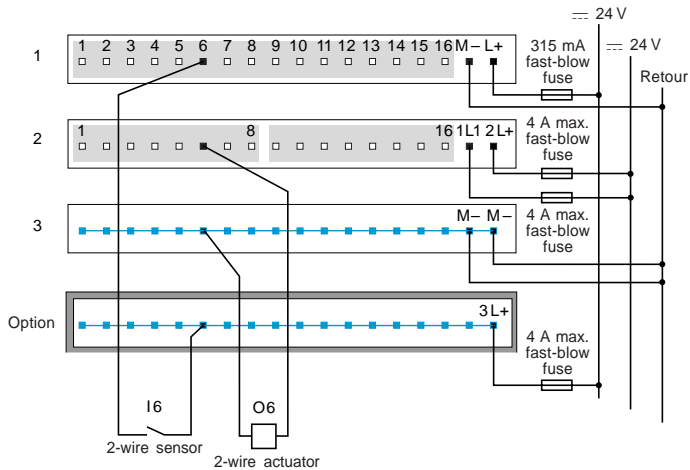 ⎓ 24 V
1 2 3 4 5 6 7 8 9 10 11 12 13 14 15 16 M– L+
1
315 mA
fast-blow
fuse
⎓ 24 V
Retour
2
1 8 16 1L1 2L+
4 A max.
fast-blow
fuse
3
M– M–
4 A max.
fast-blow
fuse
Option
3L+
4 A max.
fast-blow
fuse
I6
O6
2-wire sensor
2-wire actuator